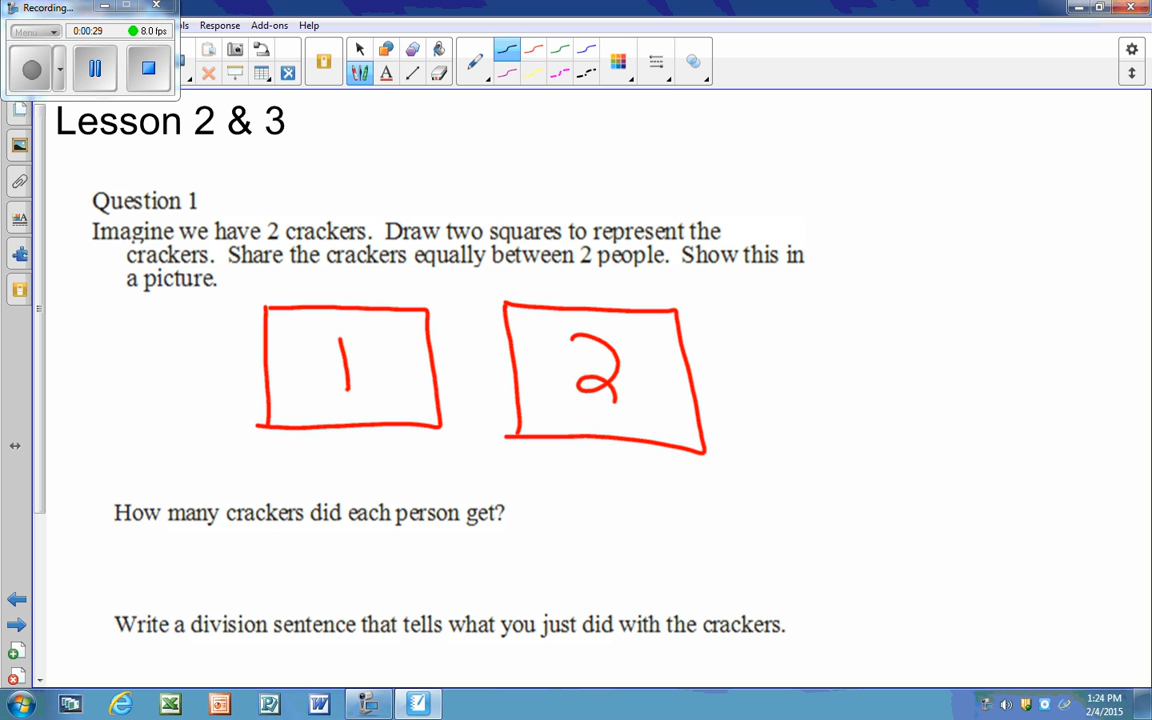 Recording...
Menu
0:00:29
8.0 fps
ols Response Add-ons Help
Lesson 2 & 3
Question 1
Imagine we have 2 crackers. Draw two squares to represent the
crackers. Share the crackers equally between 2 people. Show this in
a picture.
1 2
How many crackers did each person get?
Write a division sentence that tells what you just did with the crackers.
1:24 PM
2/4/2015